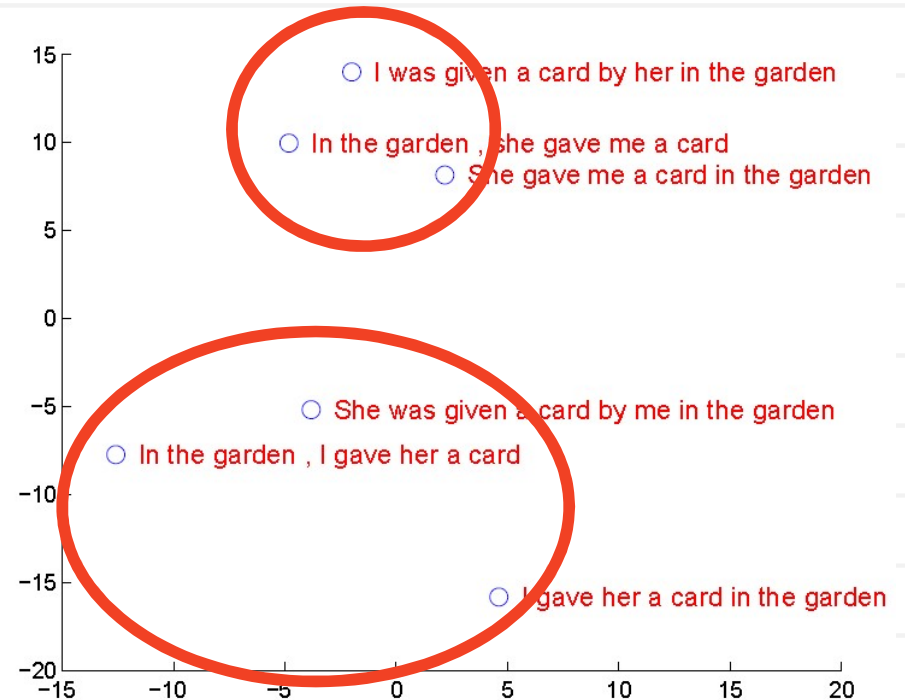 15
I was given a card by her in the garden
10
In the garden , she gave me a card
She gave me a card in the garden
5
0
−5
She was given a card by me in the garden
In the garden , I gave her a card
−10
−15
I gave her a card in the garden
−20
−15 −10 −5 0 5 10 15 20